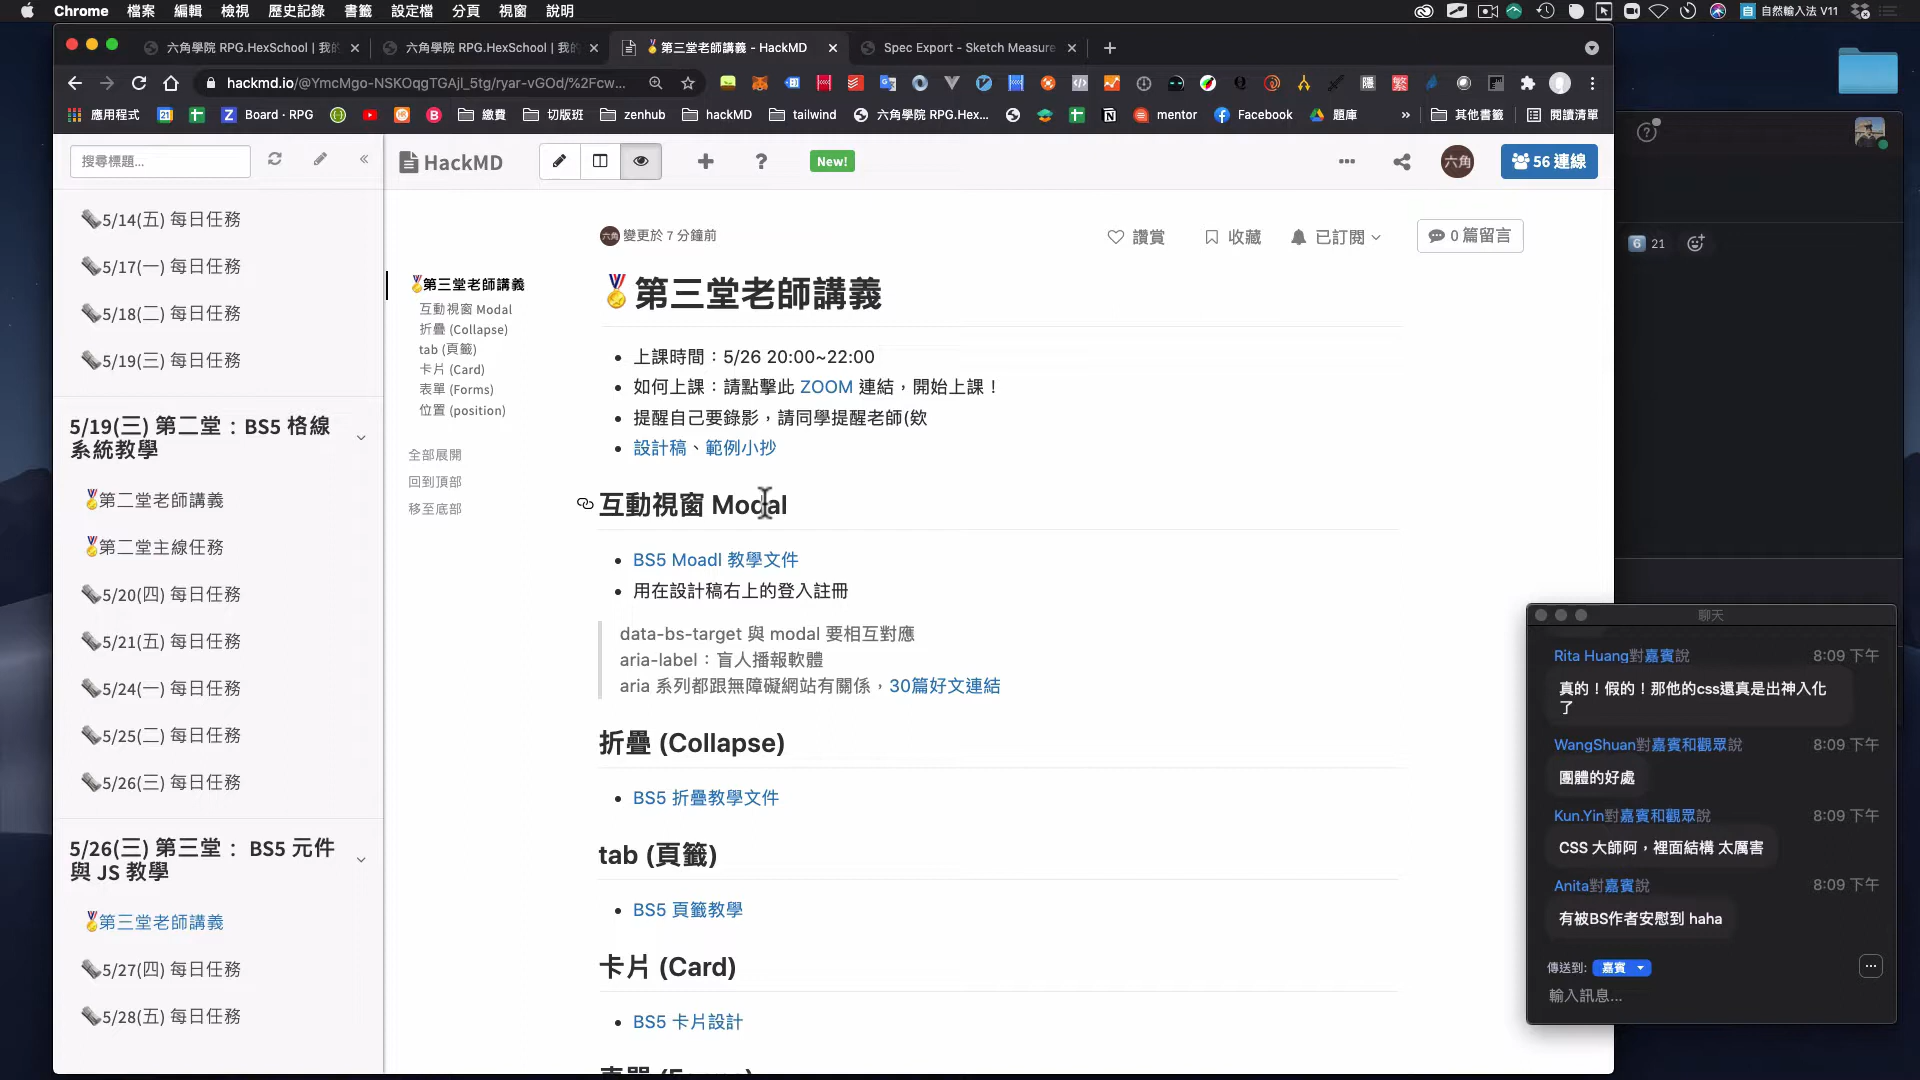 Chrome 檔案 編輯 檢視 歷史記錄 書籤 設定檔 分頁 視窗 說明
自然輸入法 V11
六角學院 RPG.HexSchool | 我的
六角學院 RPG.HexSchool | 我的
🏅第三堂老師講義 - HackMD
Spec Export - Sketch Measure
hackmd.io/@YmcMgo-NSKOqgTGAjl_5tg/ryar-vGOd/%2Fcw...
應用程式
Board · RPG
繳費
切版班
zenhub
hackMD
tailwind
六角學院 RPG.Hex...
mentor
Facebook
題庫
»
其他書籤
閱讀清單
搜尋標題...
HackMD
New!
六角
56 連線
5/14(五) 每日任務
5/17(一) 每日任務
5/18(二) 每日任務
5/19(三) 每日任務
5/19(三) 第二堂：BS5 格線
系統教學
🏅第二堂老師講義
🏅第二堂主線任務
5/20(四) 每日任務
5/21(五) 每日任務
5/24(一) 每日任務
5/25(二) 每日任務
5/26(三) 每日任務
5/26(三) 第三堂： BS5 元件
與 JS 教學
🏅第三堂老師講義
5/27(四) 每日任務
5/28(五) 每日任務
🏅第三堂老師講義
互動視窗 Modal
折疊 (Collapse)
tab (頁籤)
卡片 (Card)
表單 (Forms)
位置 (position)
全部展開
回到頂部
移至底部
六角 變更於 7 分鐘前
讚賞
收藏
已訂閱
0 篇留言
🏅第三堂老師講義
上課時間：5/26 20:00~22:00
如何上課：請點擊此 ZOOM 連結，開始上課！
提醒自己要錄影，請同學提醒老師(欸
設計稿、範例小抄
互動視窗 Modal
BS5 Moadl 教學文件
用在設計稿右上的登入註冊
data-bs-target 與 modal 要相互對應
aria-label：盲人播報軟體
aria 系列都跟無障礙網站有關係，30篇好文連結
折疊 (Collapse)
BS5 折疊教學文件
tab (頁籤)
BS5 頁籤教學
卡片 (Card)
BS5 卡片設計
6 21
聊天
Rita Huang對嘉賓說 8:09 下午
真的！假的！那他的css還真是出神入化
了
WangShuan對嘉賓和觀眾說 8:09 下午
團體的好處
Kun.Yin對嘉賓和觀眾說 8:09 下午
CSS 大師阿，裡面結構 太厲害
Anita對嘉賓說 8:09 下午
有被BS作者安慰到 haha
傳送到: 嘉賓
輸入訊息...